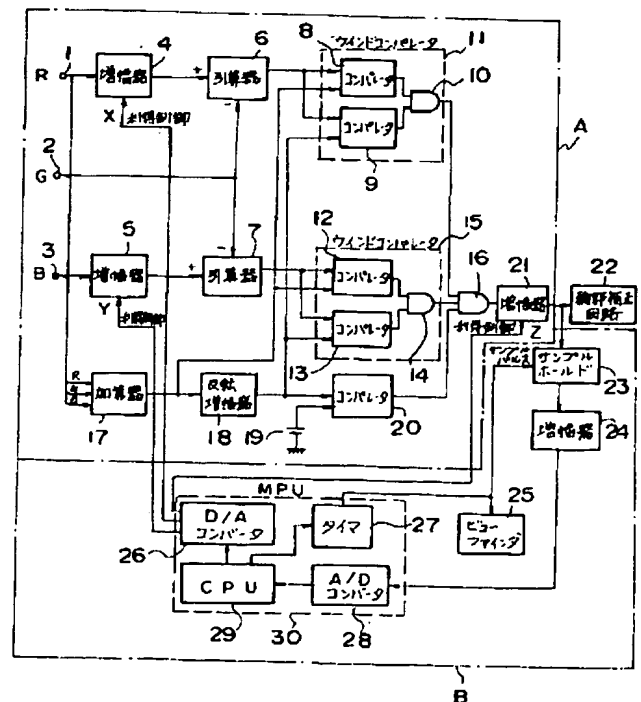 1
R
4
増幅器
6
+
引算器
-
X
利得制御
2
G
3
B
5
増幅器
Y
利得制御
7
-
+
引算器
ウインドコンパレータ
11
8
コンパレータ
10
コンパレータ
9
A
ウインドコンパレータ
15
12
コンパレータ
コンパレータ
13
14
16
利得制御
Z
21
増幅器
22
回路
R
G
B
加算器
17
反転
増幅器
18
19
コンパレータ
20
サンプルパルス
サンプル
ホールド
23
増幅器
24
25
ビュー
ファインダ
MPU
D/A
コンバータ
26
タイマ
27
CPU
29
A/D
コンバータ
28
30
B